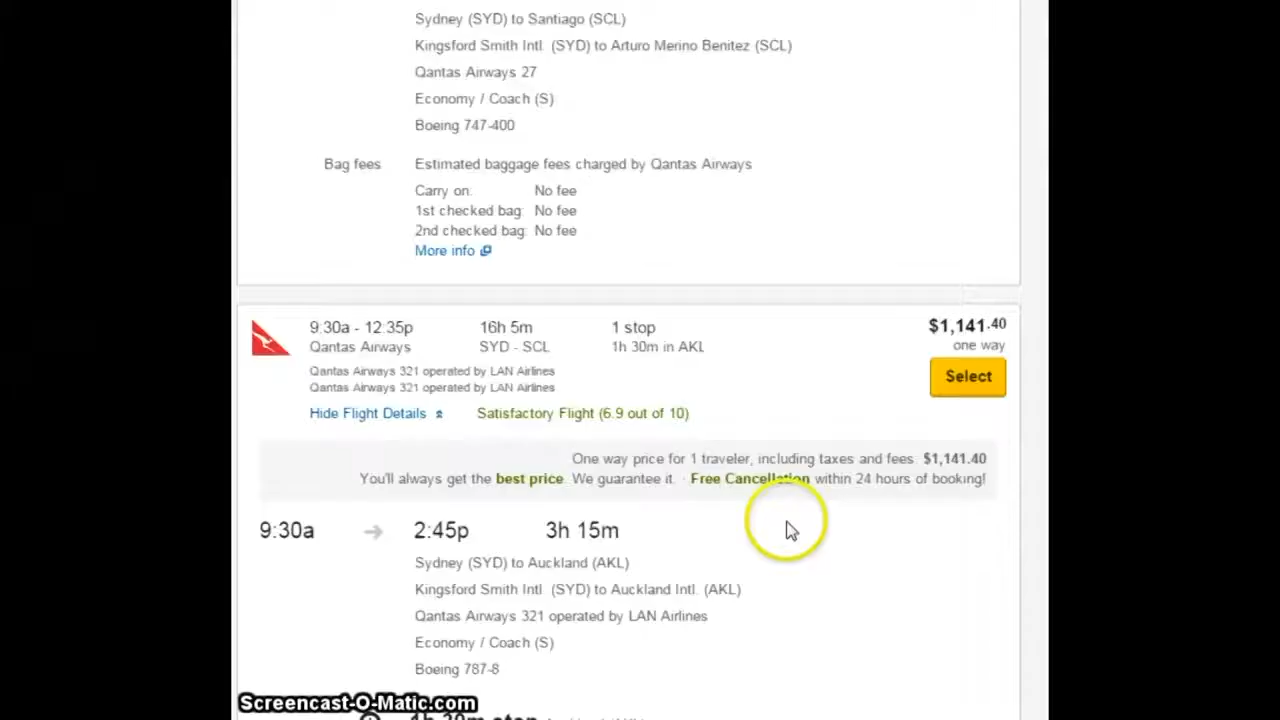 Sydney (SYD) to Santiago (SCL)
Kingsford Smith Intl. (SYD) to Arturo Merino Benitez (SCL)
Qantas Airways 27
Economy / Coach (S)
Boeing 747-400
Bag fees Estimated baggage fees charged by Qantas Airways
Carry on: No fee
1st checked bag: No fee
2nd checked bag: No fee
More info
9:30a - 12:35p 16h 5m 1 stop $1,141.40
Qantas Airways SYD - SCL 1h 30m in AKL one way
Qantas Airways 321 operated by LAN Airlines
Qantas Airways 321 operated by LAN Airlines
Select
Hide Flight Details Satisfactory Flight (6.9 out of 10)
One way price for 1 traveler, including taxes and fees $1,141.40
You'll always get the best price. We guarantee it. · Free Cancellation within 24 hours of booking!
9:30a → 2:45p 3h 15m
Sydney (SYD) to Auckland (AKL)
Kingsford Smith Intl. (SYD) to Auckland Intl. (AKL)
Qantas Airways 321 operated by LAN Airlines
Economy / Coach (S)
Boeing 787-8
Screencast-O-Matic.com